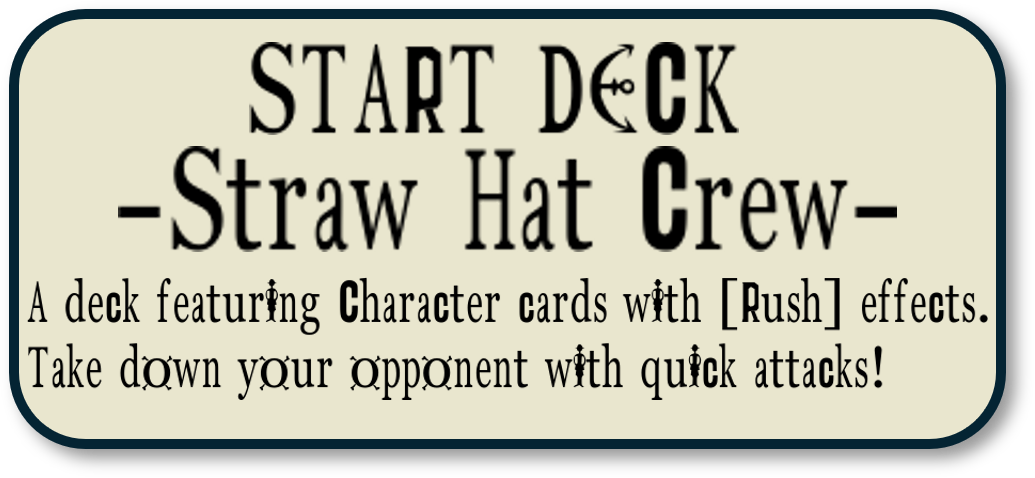 START DECK
-Straw Hat Crew-
A deck featuring Character cards with [Rush] effects.
Take down your opponent with quick attacks!